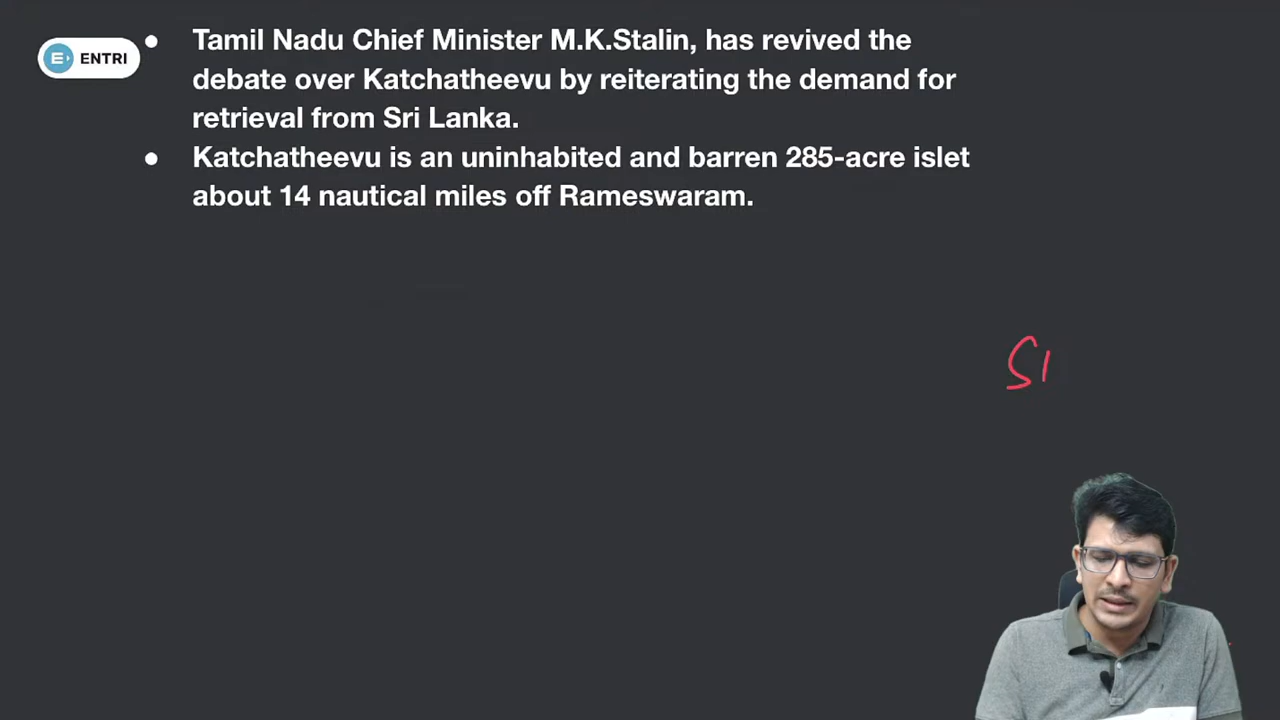 ENTRI
Tamil Nadu Chief Minister M.K.Stalin, has revived the
debate over Katchatheevu by reiterating the demand for
retrieval from Sri Lanka.
Katchatheevu is an uninhabited and barren 285-acre islet
about 14 nautical miles off Rameswaram.